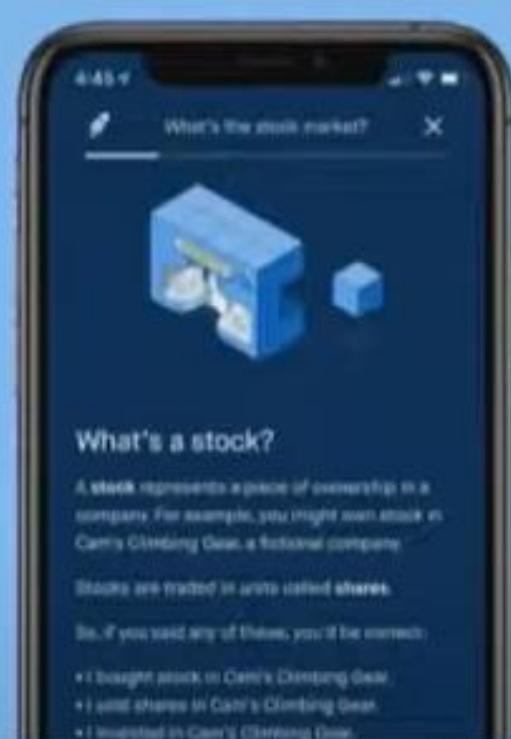 4:45
What's the stock market?
What's a stock?
A stock represents a piece of ownership in a
company. For example, you might own stock in
Cam's Climbing Gear, a fictional company.
Stocks are traded in units called shares.
So, if you said any of these, you'd be correct:
• I bought stock in Cam's Climbing Gear.
• I sold shares in Cam's Climbing Gear.
• I invested in Cam's Climbing Gear.